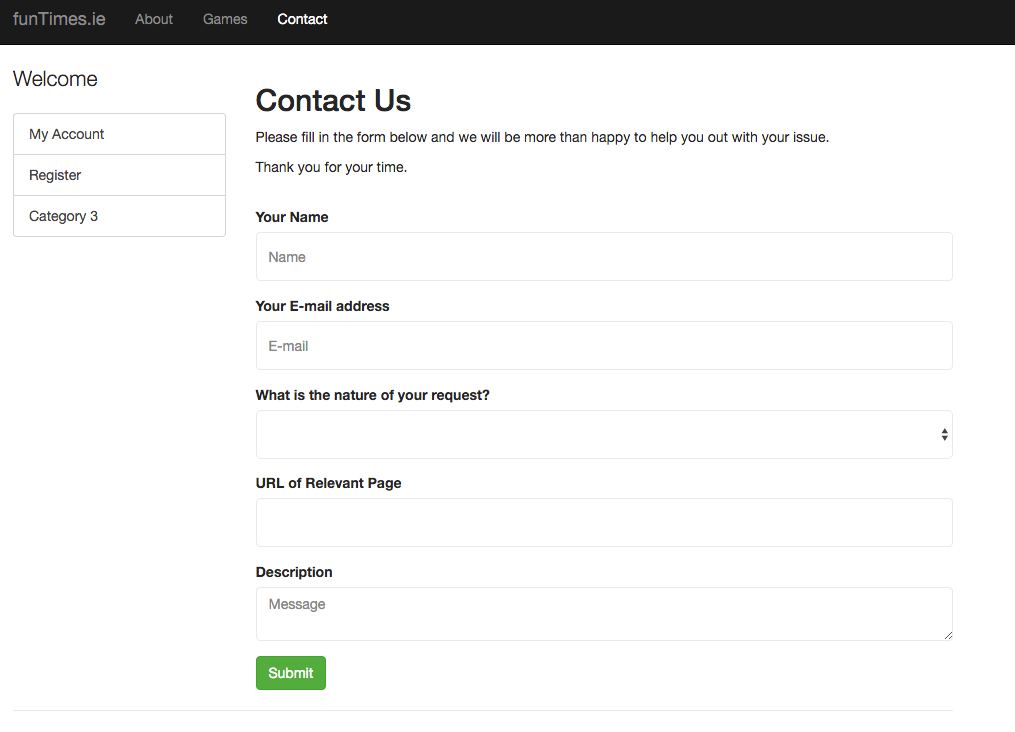 funTimes.ie About Games Contact
Welcome
My Account
Register
Category 3
Contact Us
Please fill in the form below and we will be more than happy to help you out with your issue.
Thank you for your time.
Your Name
Name
Your E-mail address
E-mail
What is the nature of your request?
URL of Relevant Page
Description
Message
Submit